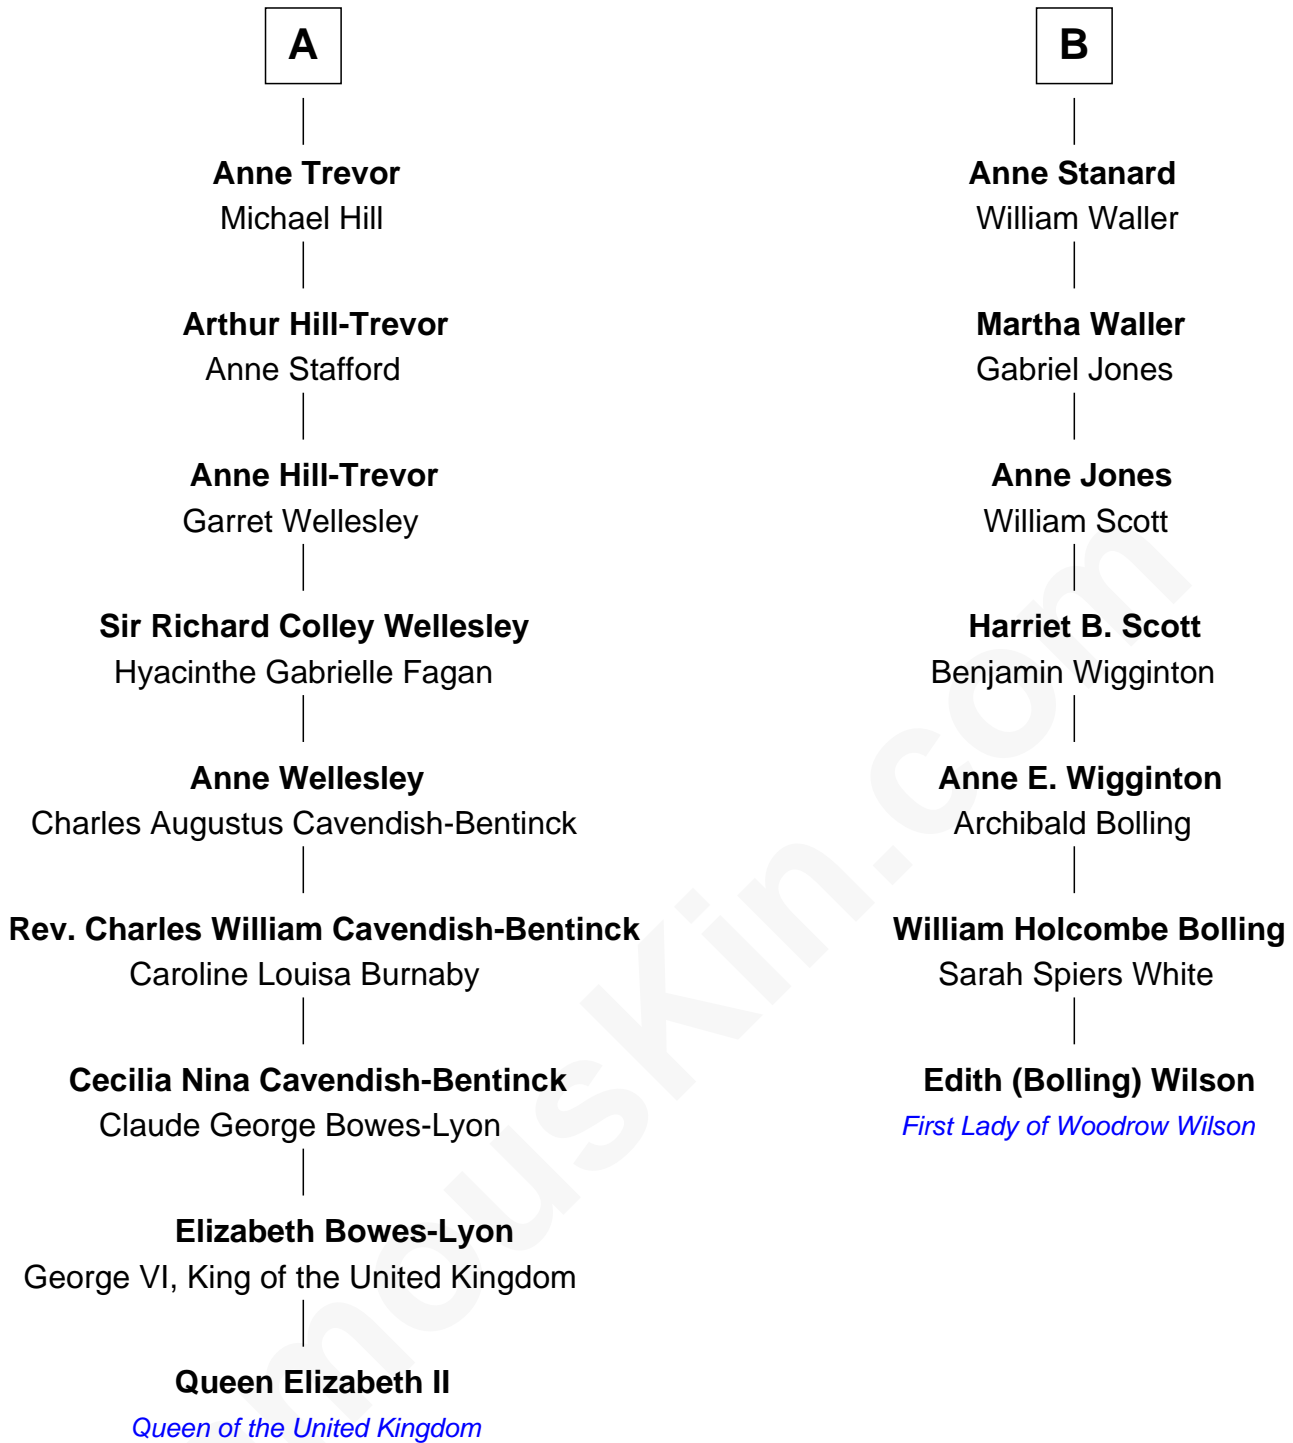 A
Anne Trevor
Michael Hill
Arthur Hill-Trevor
Anne Stafford
Anne Hill-Trevor
Garret Wellesley
Sir Richard Colley Wellesley
Hyacinthe Gabrielle Fagan
Anne Wellesley
Charles Augustus Cavendish-Bentinck
Rev. Charles William Cavendish-Bentinck
Caroline Louisa Burnaby
Cecilia Nina Cavendish-Bentinck
Claude George Bowes-Lyon
Elizabeth Bowes-Lyon
George VI, King of the United Kingdom
Queen Elizabeth II
Queen of the United Kingdom
B
Anne Stanard
William Waller
Martha Waller
Gabriel Jones
Anne Jones
William Scott
Harriet B. Scott
Benjamin Wigginton
Anne E. Wigginton
Archibald Bolling
William Holcombe Bolling
Sarah Spiers White
Edith (Bolling) Wilson
First Lady of Woodrow Wilson
mousKin.com